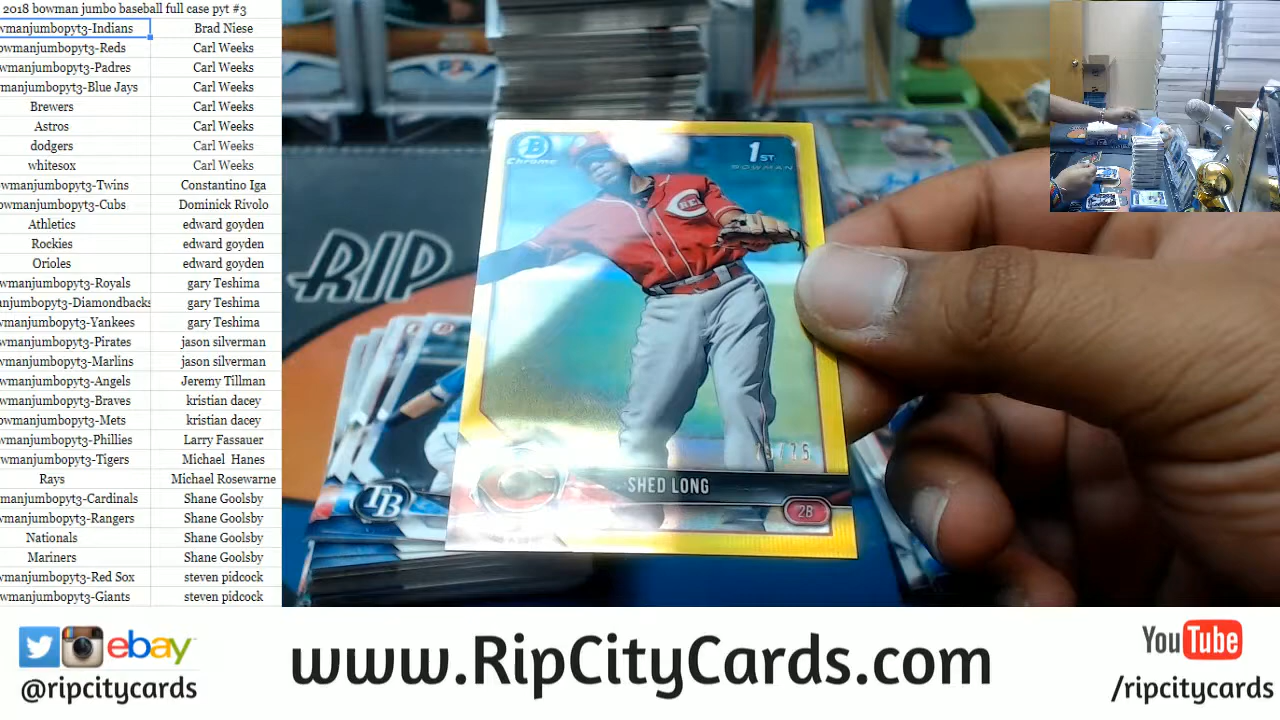 2018 bowman jumbo baseball full case pyt #3
wmanjumbopyt3-Indians Brad Niese
owmanjumbopyt3-Reds Carl Weeks
wmanjumbopyt3-Padres Carl Weeks
manjumbopyt3-Blue Jays Carl Weeks
Brewers Carl Weeks
Astros Carl Weeks
dodgers Carl Weeks
whitesox Carl Weeks
owmanjumbopyt3-Twins Constantino Iga
owmanjumbopyt3-Cubs Dominick Rivolo
Athletics edward goyden
Rockies edward goyden
Orioles edward goyden
wmanjumbopyt3-Royals gary Teshima
anjumbopyt3-Diamondbacks gary Teshima
wmanjumbopyt3-Yankees gary Teshima
wmanjumbopyt3-Pirates jason silverman
wmanjumbopyt3-Marlins jason silverman
wmanjumbopyt3-Angels Jeremy Tillman
wmanjumbopyt3-Braves kristian dacey
owmanjumbopyt3-Mets kristian dacey
wmanjumbopyt3-Phillies Larry Fassauer
wmanjumbopyt3-Tigers Michael Hanes
Rays Michael Rosewarne
manjumbopyt3-Cardinals Shane Goolsby
wmanjumbopyt3-Rangers Shane Goolsby
Nationals Shane Goolsby
Mariners Shane Goolsby
wmanjumbopyt3-Red Sox steven pidcock
wmanjumbopyt3-Giants steven pidcock
B
Chrome
1ST
BOWMAN
RIP
TB
SHED LONG
2B
ebay
@ripcitycards
www.RipCityCards.com
You Tube
/ripcitycards